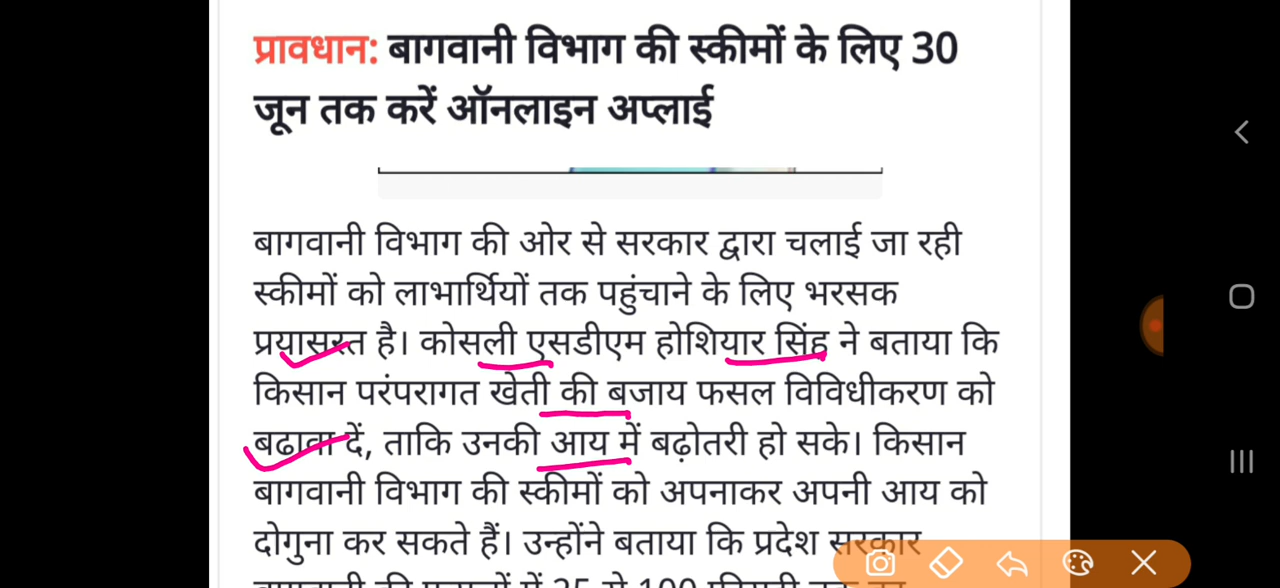 प्रावधान: बागवानी विभाग की स्कीमों के लिए 30
जून तक करें ऑनलाइन अप्लाई
बागवानी विभाग की ओर से सरकार द्वारा चलाई जा रही
स्कीमों को लाभार्थियों तक पहुंचाने के लिए भरसक
प्रयासरत है। कोसली एसडीएम होशियार सिंह ने बताया कि
किसान परंपरागत खेती की बजाय फसल विविधीकरण को
बढावा दें, ताकि उनकी आय में बढ़ोतरी हो सके। किसान
बागवानी विभाग की स्कीमों को अपनाकर अपनी आय को
दोगुना कर सकते हैं। उन्होंने बताया कि प्रदेश सरकार